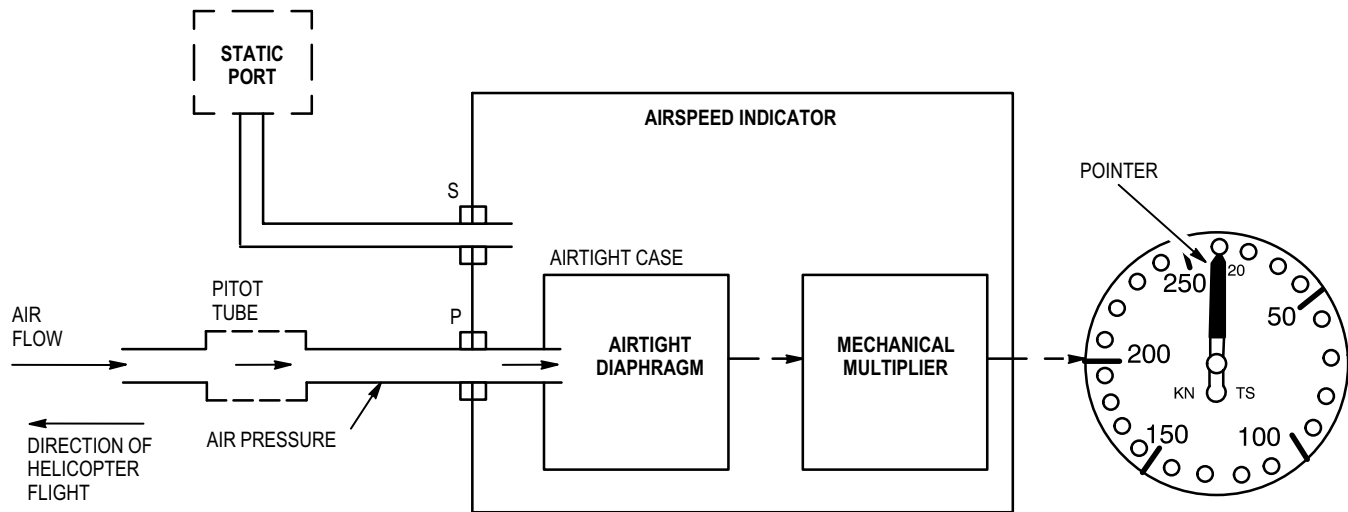 STATIC
PORT
AIRSPEED INDICATOR
POINTER
S
AIRTIGHT CASE
PITOT
TUBE
P
AIR
FLOW
AIRTIGHT
DIAPHRAGM
MECHANICAL
MULTIPLIER
AIR PRESSURE
DIRECTION OF
HELICOPTER
FLIGHT
20
250
50
200
KN TS
150
100